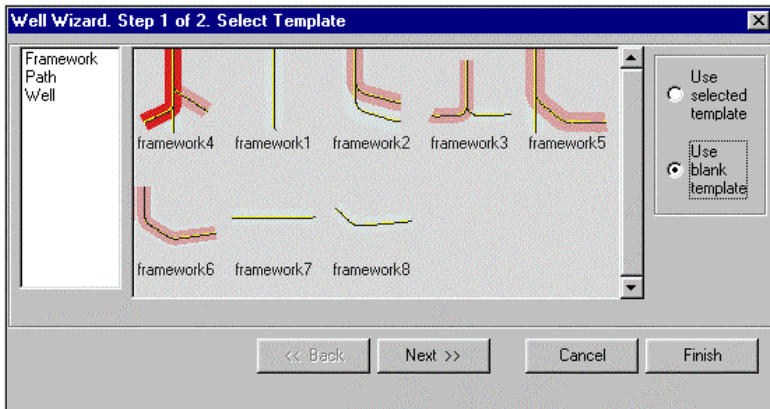 Well Wizard. Step 1 of 2. Select Template
Framework
Path
Well
framework4
framework1
framework2
framework3
framework5
framework6
framework7
framework8
Use
selected
template
Use
blank
template
<< Back
Next >>
Cancel
Finish